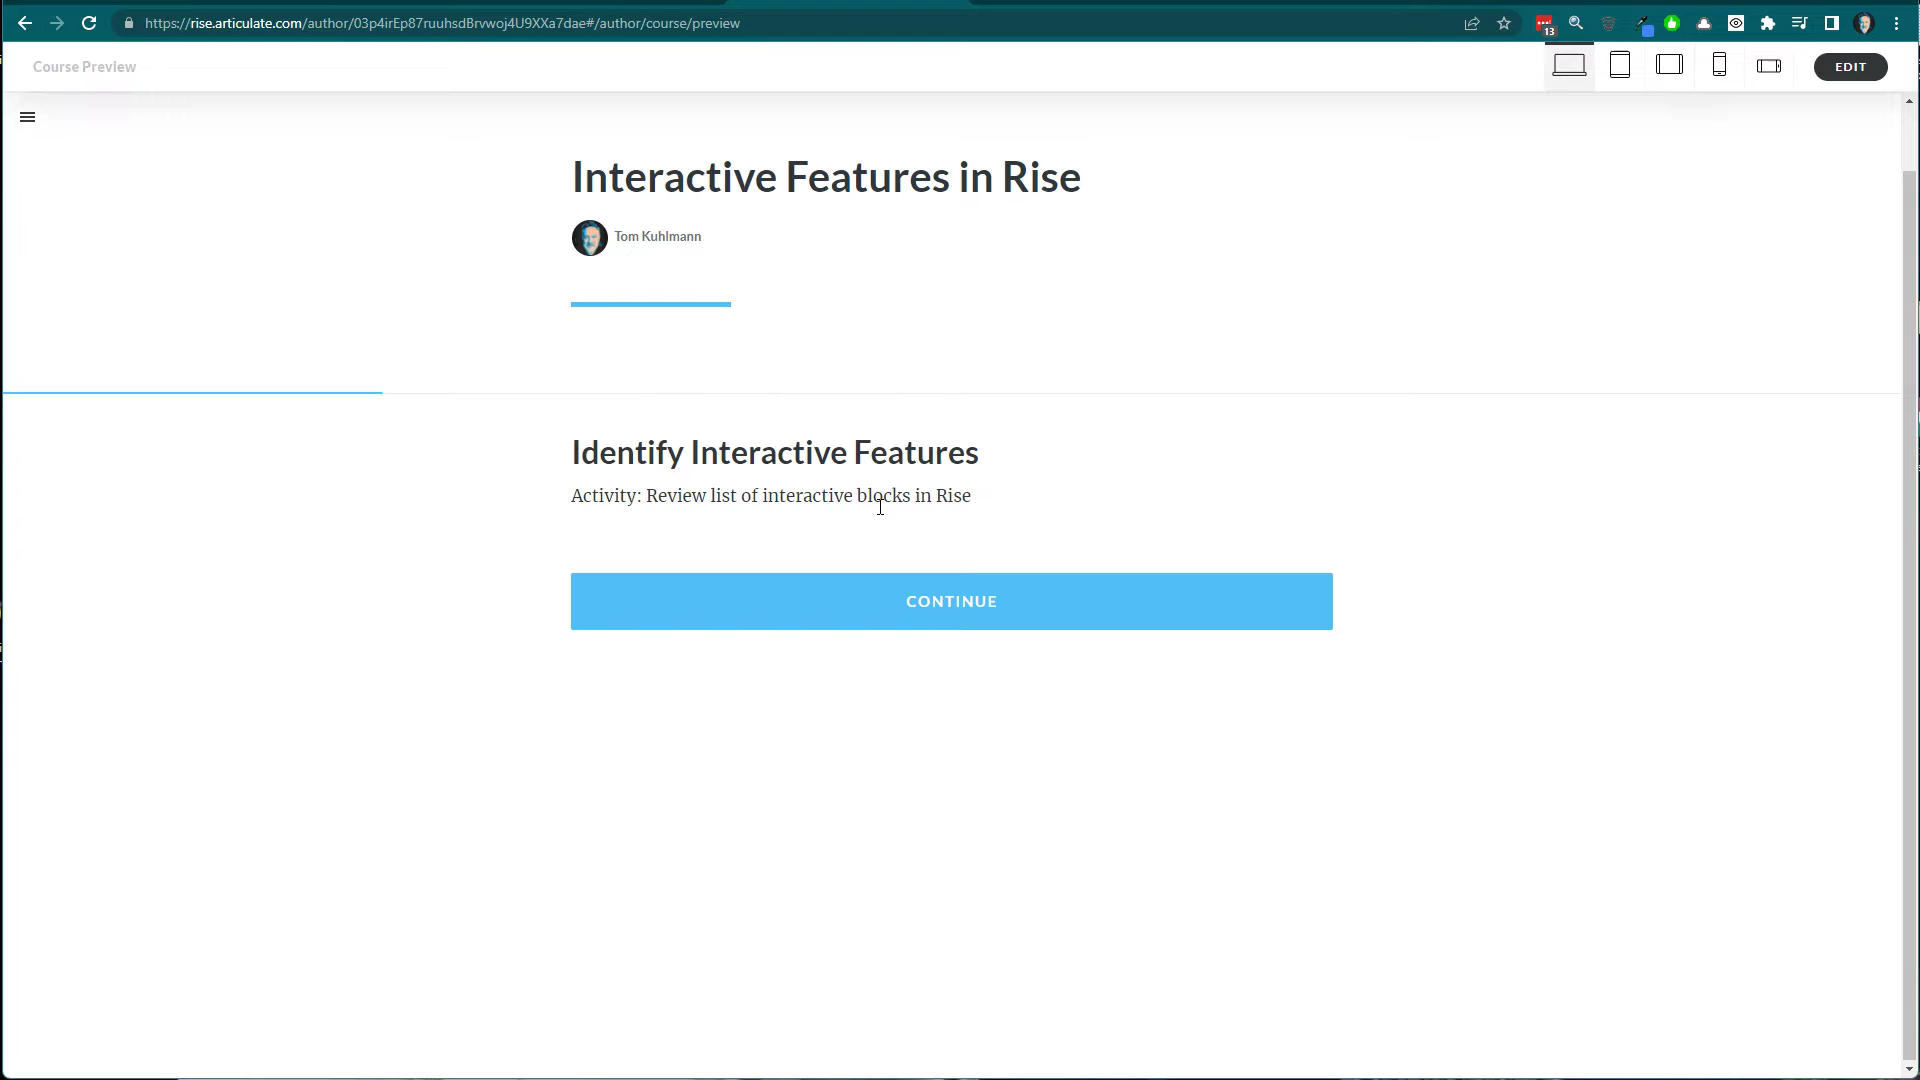 https://rise.articulate.com/author/03p4irEp87ruuhsdBrvwoj4U9XXa7dae#/author/course/preview
13
Course Preview
EDIT
Interactive Features in Rise
Tom Kuhlmann
Identify Interactive Features
Activity: Review list of interactive blocks in Rise
CONTINUE